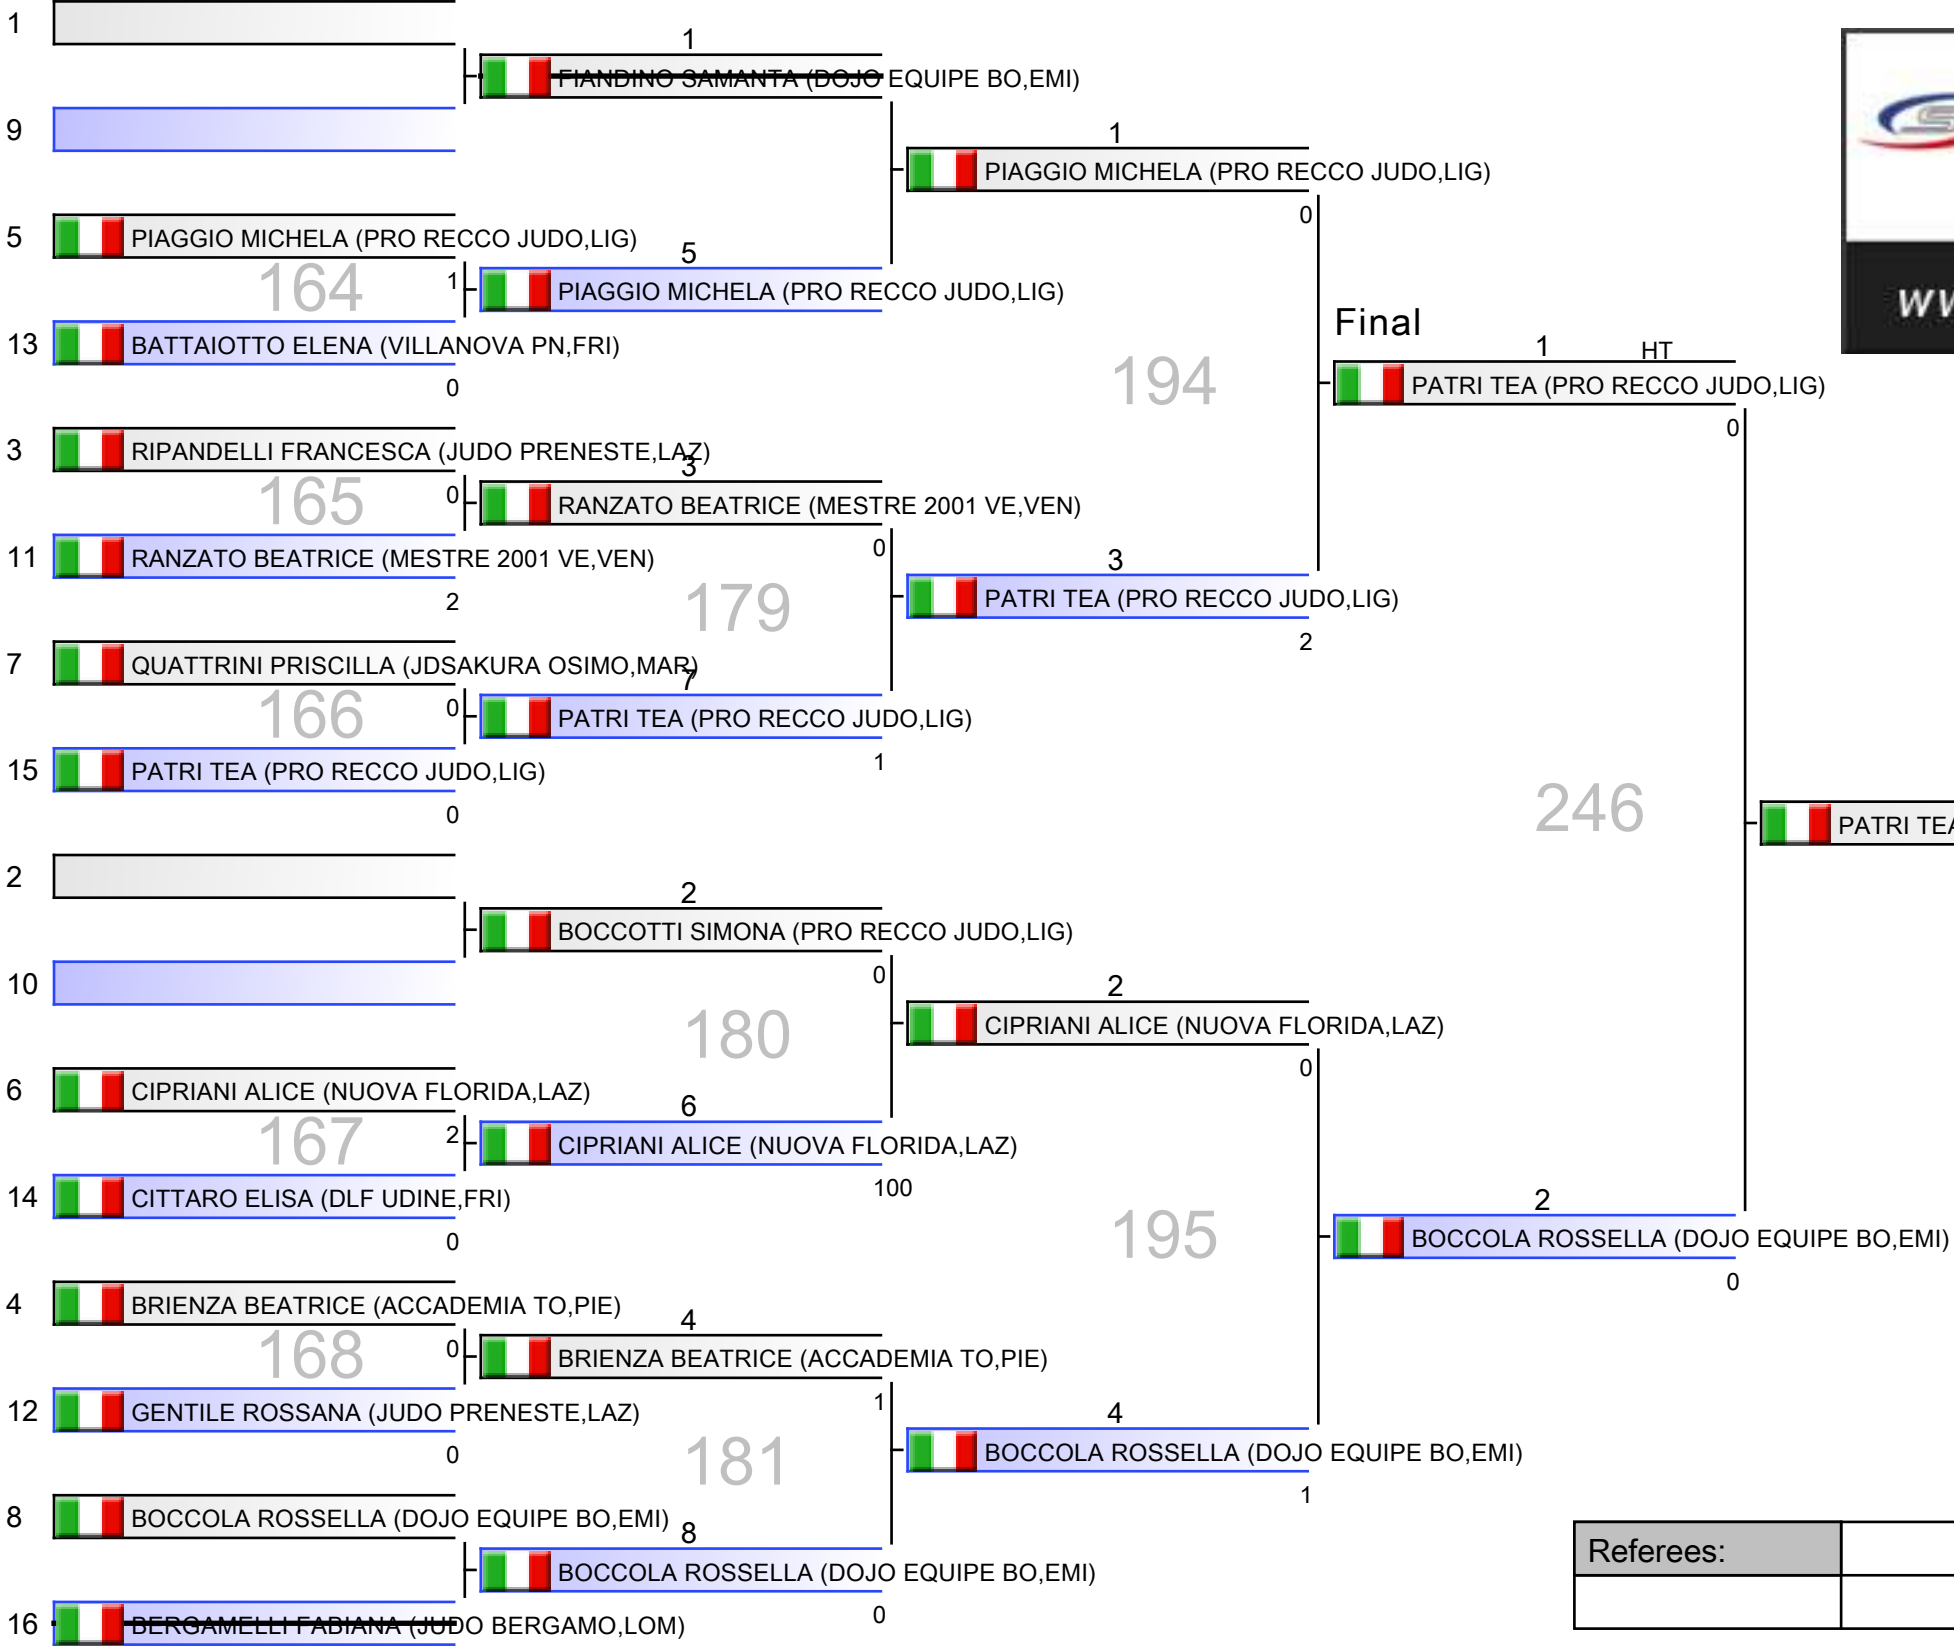 1
1
FIANDINO SAMANTA (DOJO EQUIPE BO,EMI)
9
1
PIAGGIO MICHELA (PRO RECCO JUDO,LIG)
0
5 PIAGGIO MICHELA (PRO RECCO JUDO,LIG)
5
164 1
PIAGGIO MICHELA (PRO RECCO JUDO,LIG)
Final
13 BATTAIOTTO ELENA (VILLANOVA PN,FRI)
0
1 HT
194
PATRI TEA (PRO RECCO JUDO,LIG)
0
3 RIPANDELLI FRANCESCA (JUDO PRENESTE,LAZ)
3
165 0
RANZATO BEATRICE (MESTRE 2001 VE,VEN)
0
11 RANZATO BEATRICE (MESTRE 2001 VE,VEN)
2
3
179
PATRI TEA (PRO RECCO JUDO,LIG)
2
7 QUATTRINI PRISCILLA (JDSAKURA OSIMO,MAR)
7
166 0
PATRI TEA (PRO RECCO JUDO,LIG)
1
15 PATRI TEA (PRO RECCO JUDO,LIG)
0
246
PATRI TEA
2
2
BOCCOTTI SIMONA (PRO RECCO JUDO,LIG)
0
10
2
180
CIPRIANI ALICE (NUOVA FLORIDA,LAZ)
0
6 CIPRIANI ALICE (NUOVA FLORIDA,LAZ)
6
167 2
CIPRIANI ALICE (NUOVA FLORIDA,LAZ)
100
14 CITTARO ELISA (DLF UDINE,FRI)
0
2
195
BOCCOLA ROSSELLA (DOJO EQUIPE BO,EMI)
0
4 BRIENZA BEATRICE (ACCADEMIA TO,PIE)
4
168 0
BRIENZA BEATRICE (ACCADEMIA TO,PIE)
1
12 GENTILE ROSSANA (JUDO PRENESTE,LAZ)
0
4
181
BOCCOLA ROSSELLA (DOJO EQUIPE BO,EMI)
1
8 BOCCOLA ROSSELLA (DOJO EQUIPE BO,EMI)
8
BOCCOLA ROSSELLA (DOJO EQUIPE BO,EMI)
0
16 BERGAMELLI FABIANA (JUDO BERGAMO,LOM)
Referees: